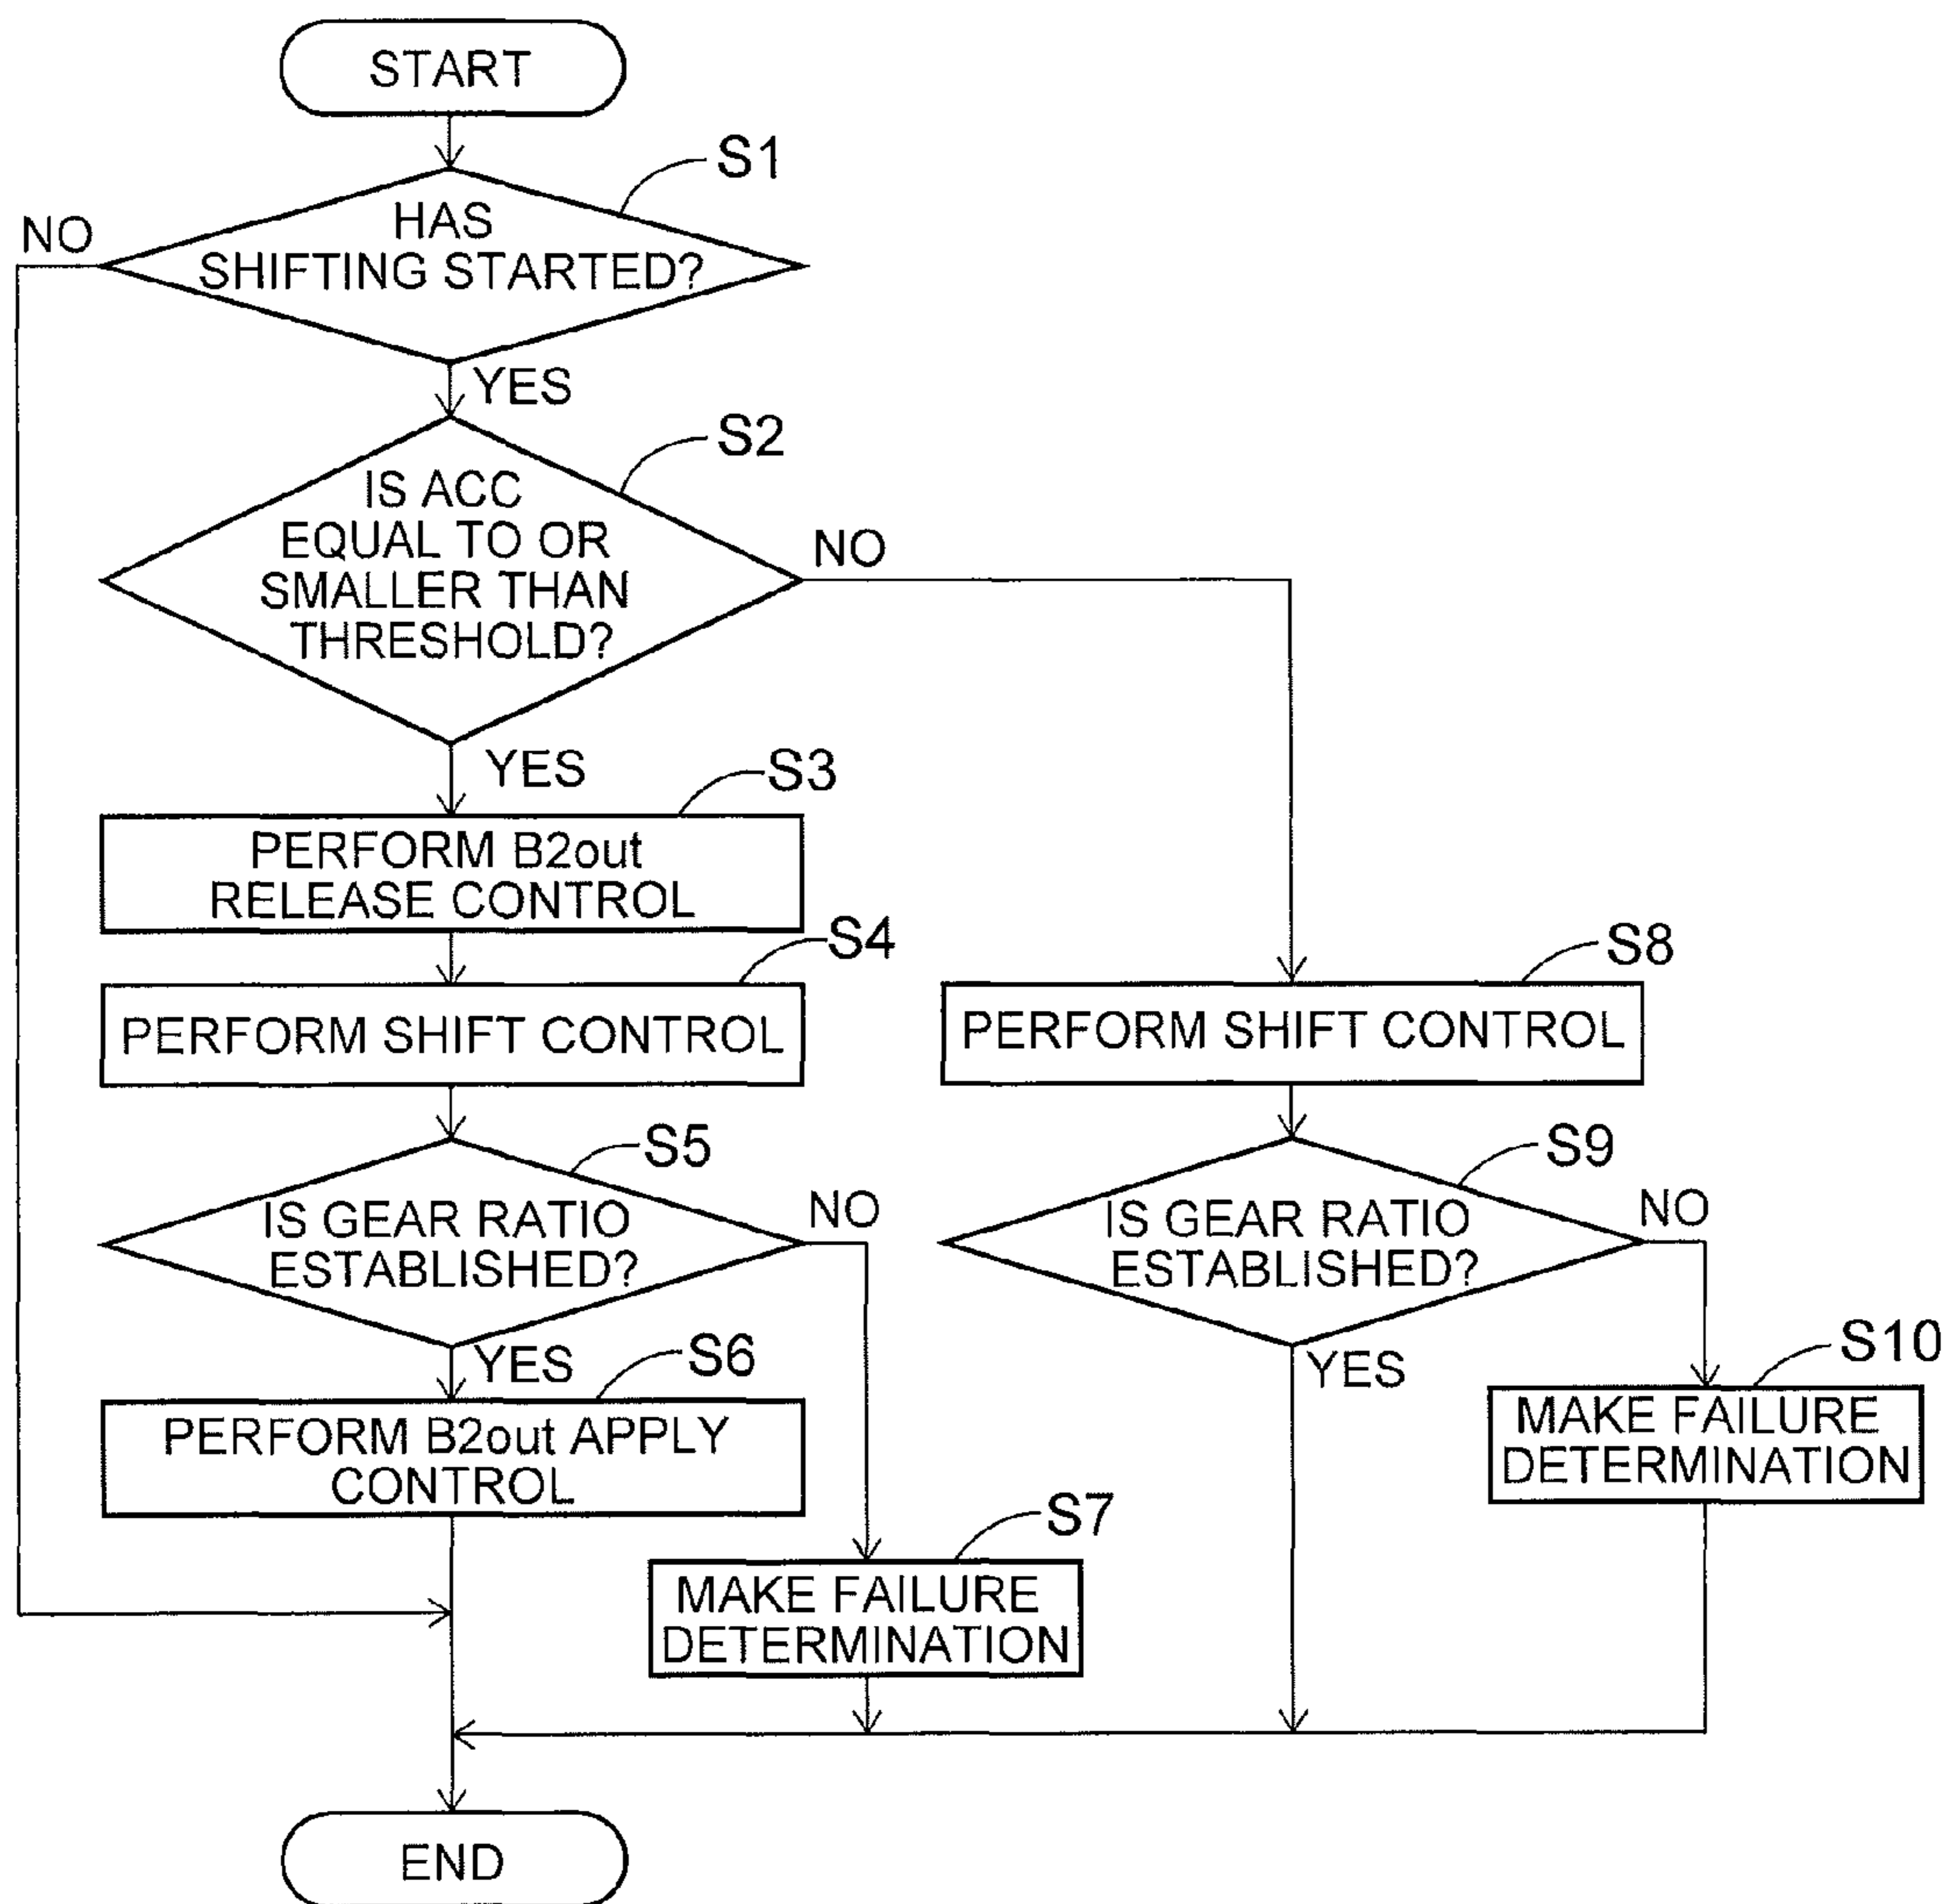 START
S1
HAS
SHIFTING STARTED?
NO
YES
S2
IS ACC
EQUAL TO OR
SMALLER THAN
THRESHOLD?
NO
YES
S3
PERFORM B2out
RELEASE CONTROL
S4
PERFORM SHIFT CONTROL
S5
IS GEAR RATIO
ESTABLISHED?
NO
YES
S6
PERFORM B2out APPLY
CONTROL
S7
MAKE FAILURE
DETERMINATION
S8
PERFORM SHIFT CONTROL
S9
IS GEAR RATIO
ESTABLISHED?
NO
YES
S10
MAKE FAILURE
DETERMINATION
END